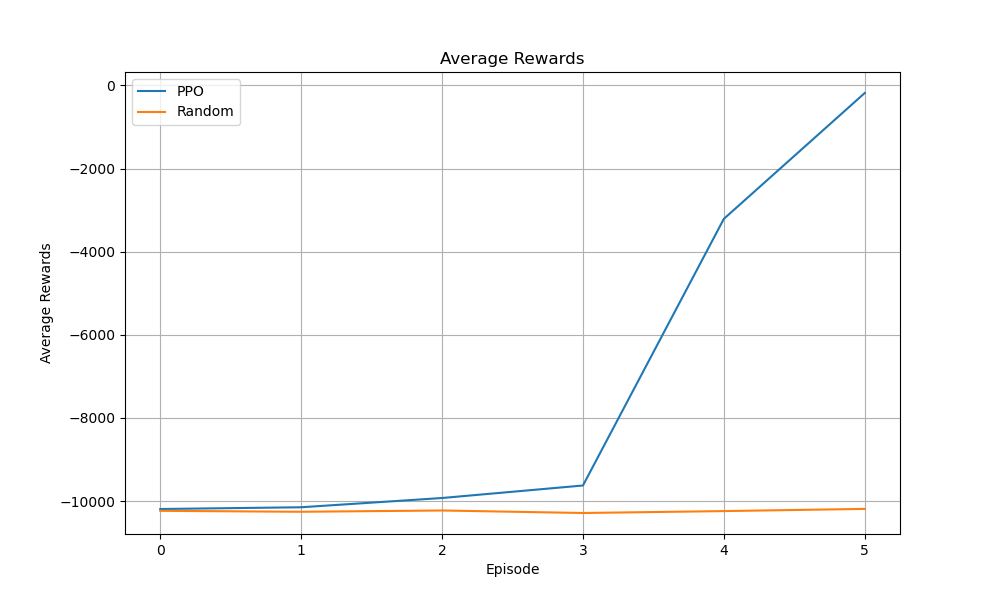 Average Rewards
PPO
Random
0
−2000
−4000
−6000
−8000
−10000
Average Rewards
0 1 2 3 4 5
Episode